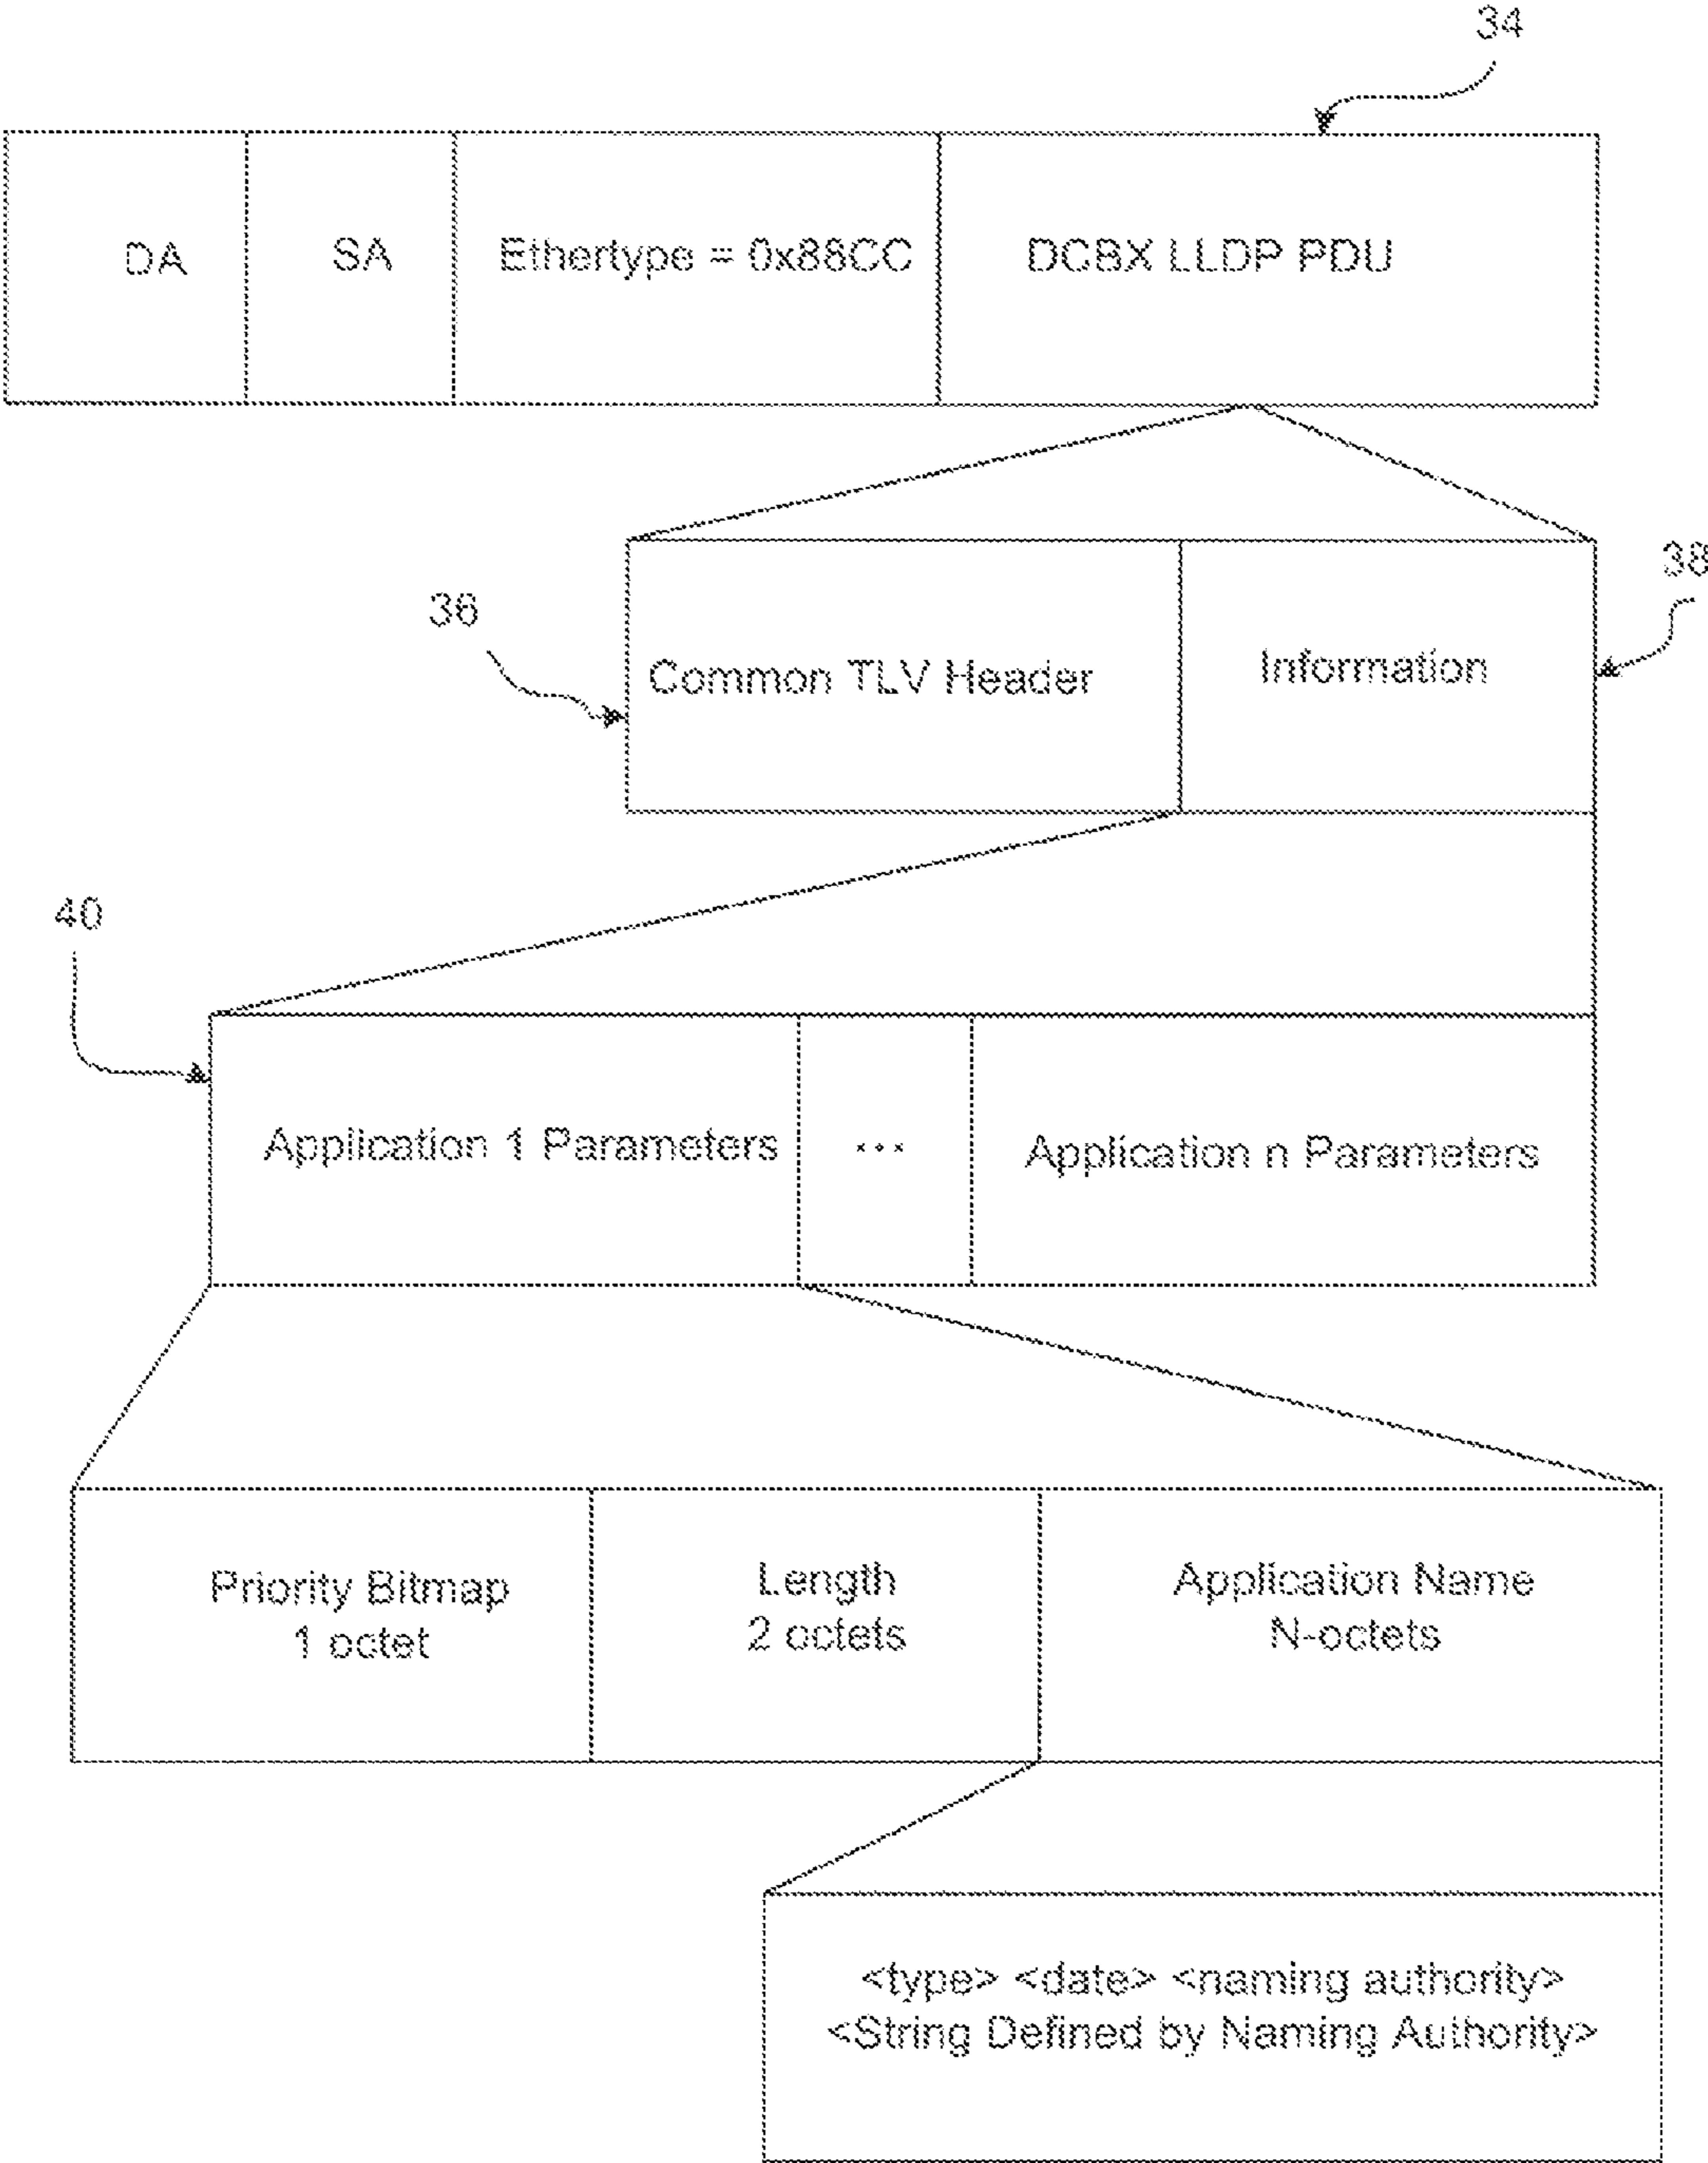 34
DA
SA
Ethertype = 0x88CC
DCBX LLDP PDU
36
38
Common TLV Header
Information
40
Application 1 Parameters
...
Application n Parameters
Priority Bitmap
1 octet
Length
2 octets
Application Name
N-octets
<type> <date> <naming authority>
<String Defined by Naming Authority>